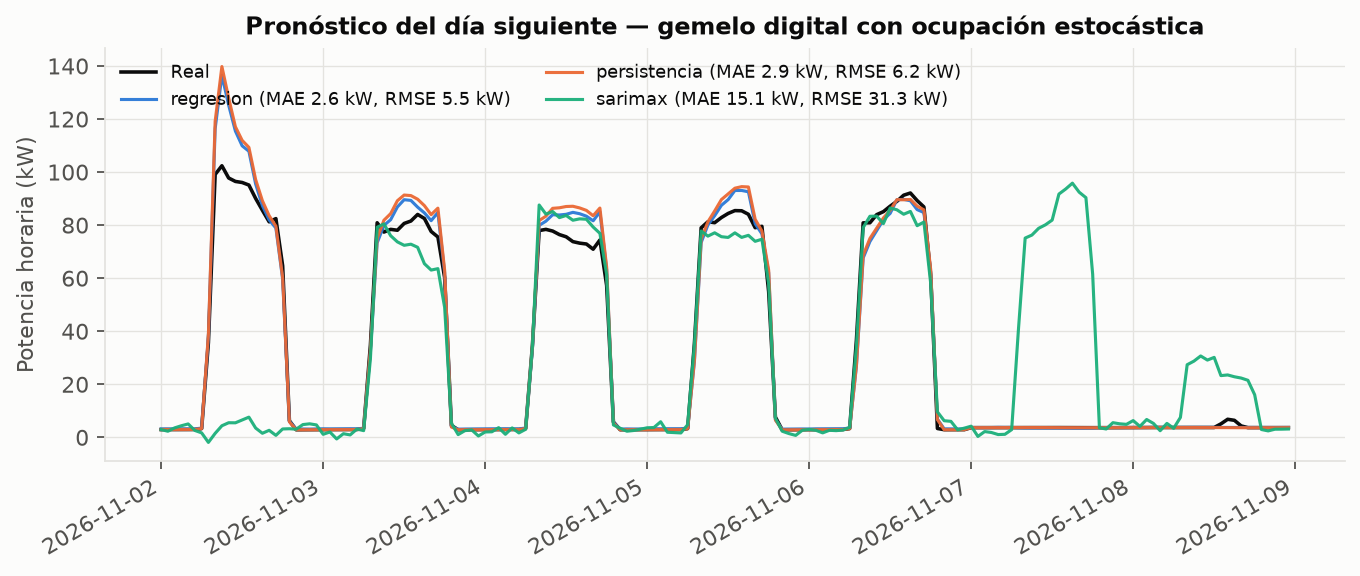 Pronóstico del día siguiente — gemelo digital con ocupación estocástica
Real
regresion (MAE 2.6 kW, RMSE 5.5 kW)
persistencia (MAE 2.9 kW, RMSE 6.2 kW)
sarimax (MAE 15.1 kW, RMSE 31.3 kW)
Potencia horaria (kW)
140
120
100
80
60
40
20
0
2026-11-02
2026-11-03
2026-11-04
2026-11-05
2026-11-06
2026-11-07
2026-11-08
2026-11-09